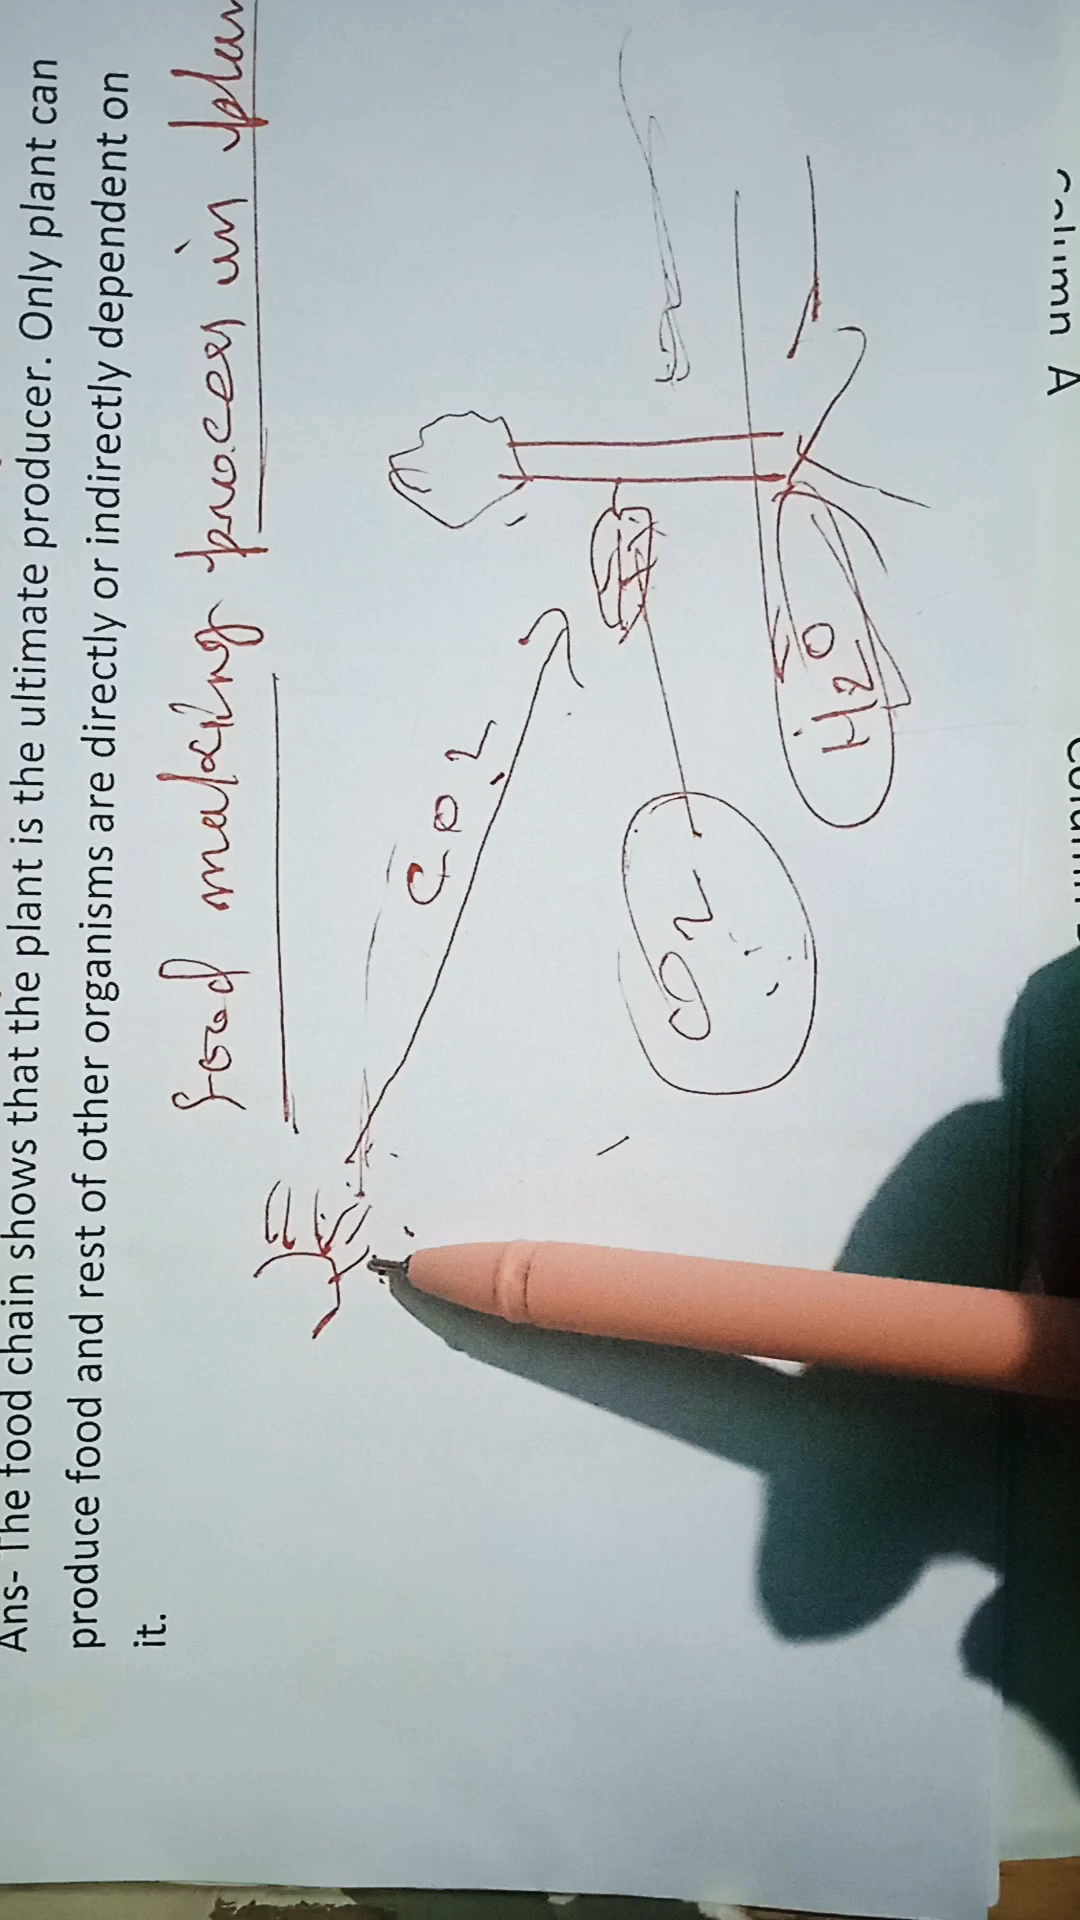 Ans- The food chain shows that the plant is the ultimate producer. Only plant can
produce food and rest of other organisms are directly or indirectly dependent on
it.
food making process in plan
CO2
O2
H2O
Column A